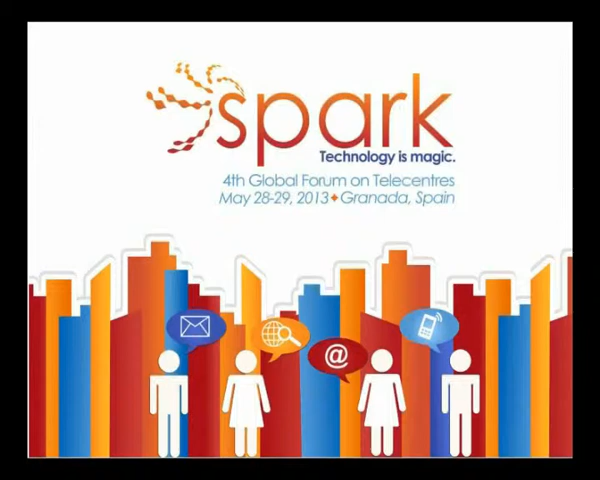 spark
Technology is magic.
4th Global Forum on Telecentres
May 28-29, 2013♦Granada, Spain
@